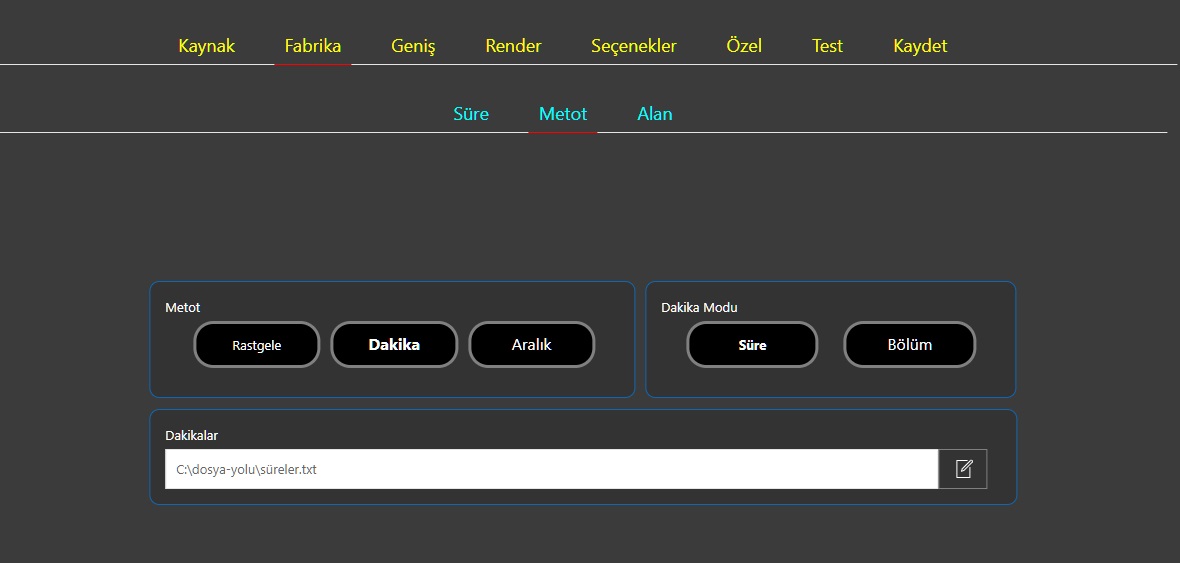 Kaynak Fabrika Geniş Render Seçenekler Özel Test Kaydet
Süre Metot Alan
Metot
Rastgele Dakika Aralık
Dakika Modu
Süre Bölüm
Dakikalar
C:\dosya-yolu\süreler.txt